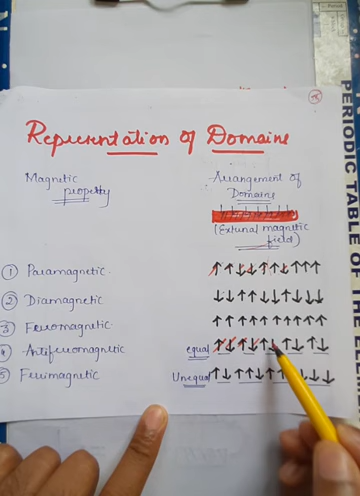 Representation of Domains
Magnetic property
Arrangement of Domains
(External magnetic field)
① Paramagnetic. ↑ ↑ ↑ ↓ ↑ ↑ ↓ ↑ ↑ ↑
② Diamagnetic ↓ ↓ ↑ ↑ ↓ ↓ ↑ ↓ ↓ ↓
③ Ferromagnetic ↑ ↑ ↑ ↑ ↑ ↑ ↑ ↑ ↑ ↑
④ Antiferromagnetic equal
⑤ Ferrimagnetic Unequal
PERIODIC TABLE OF THE